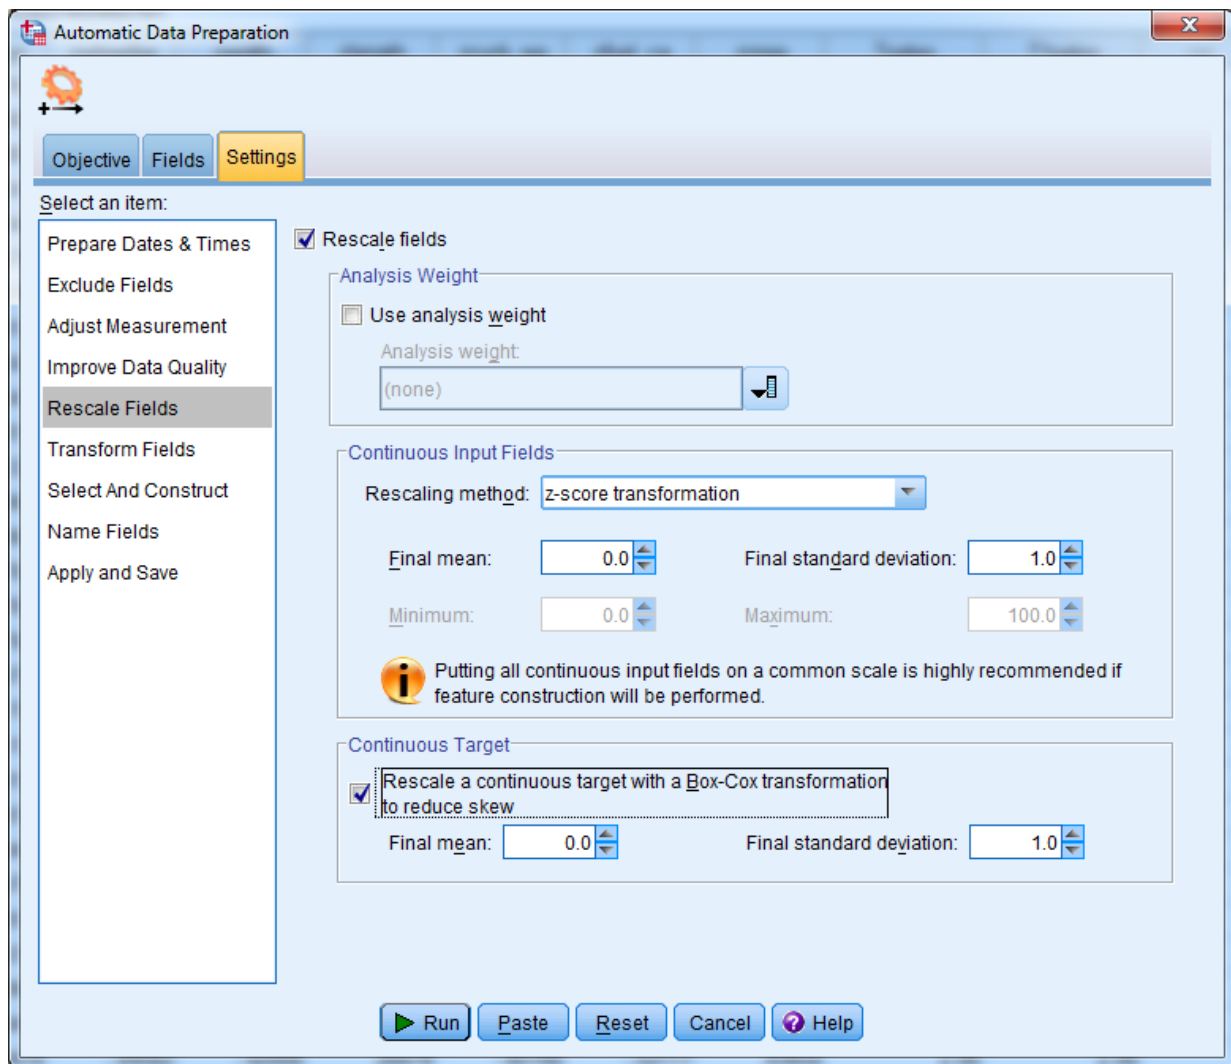 Automatic Data Preparation
Objective Fields Settings
Select an item:
Prepare Dates & Times
Exclude Fields
Adjust Measurement
Improve Data Quality
Rescale Fields
Transform Fields
Select And Construct
Name Fields
Apply and Save
Rescale fields
Analysis Weight
Use analysis weight
Analysis weight:
(none)
Continuous Input Fields
Rescaling method: z-score transformation
Final mean: 0.0 Final standard deviation: 1.0
Minimum: 0.0 Maximum: 100.0
Putting all continuous input fields on a common scale is highly recommended if
feature construction will be performed.
Continuous Target
Rescale a continuous target with a Box-Cox transformation
to reduce skew
Final mean: 0.0 Final standard deviation: 1.0
Run Paste Reset Cancel Help